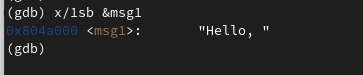 (gdb) x/1sb &msg1
0x804a000 <msg1>:	"Hello, "
(gdb)